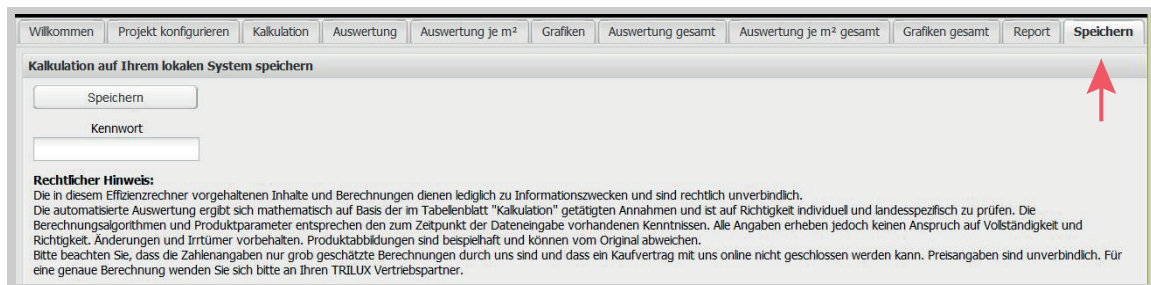 Willkommen Projekt konfigurieren Kalkulation Auswertung Auswertung je m² Grafiken Auswertung gesamt Auswertung je m² gesamt Grafiken gesamt Report Speichern
Kalkulation auf Ihrem lokalen System speichern
Speichern
Kennwort
Rechtlicher Hinweis:
Die in diesem Effizienzrechner vorgehaltenen Inhalte und Berechnungen dienen lediglich zu Informationszwecken und sind rechtlich unverbindlich.
Die automatisierte Auswertung ergibt sich mathematisch auf Basis der im Tabellenblatt "Kalkulation" getätigten Annahmen und ist auf Richtigkeit individuell und landesspezifisch zu prüfen. Die
Berechnungsalgorithmen und Produktparameter entsprechen den zum Zeitpunkt der Dateneingabe vorhandenen Kenntnissen. Alle Angaben erheben jedoch keinen Anspruch auf Vollständigkeit und
Richtigkeit. Änderungen und Irrtümer vorbehalten. Produktabbildungen sind beispielhaft und können vom Original abweichen.
Bitte beachten Sie, dass die Zahlenangaben nur grob geschätzte Berechnungen durch uns sind und dass ein Kaufvertrag mit uns online nicht geschlossen werden kann. Preisangaben sind unverbindlich. Für
eine genaue Berechnung wenden Sie sich bitte an Ihren TRILUX Vertriebspartner.